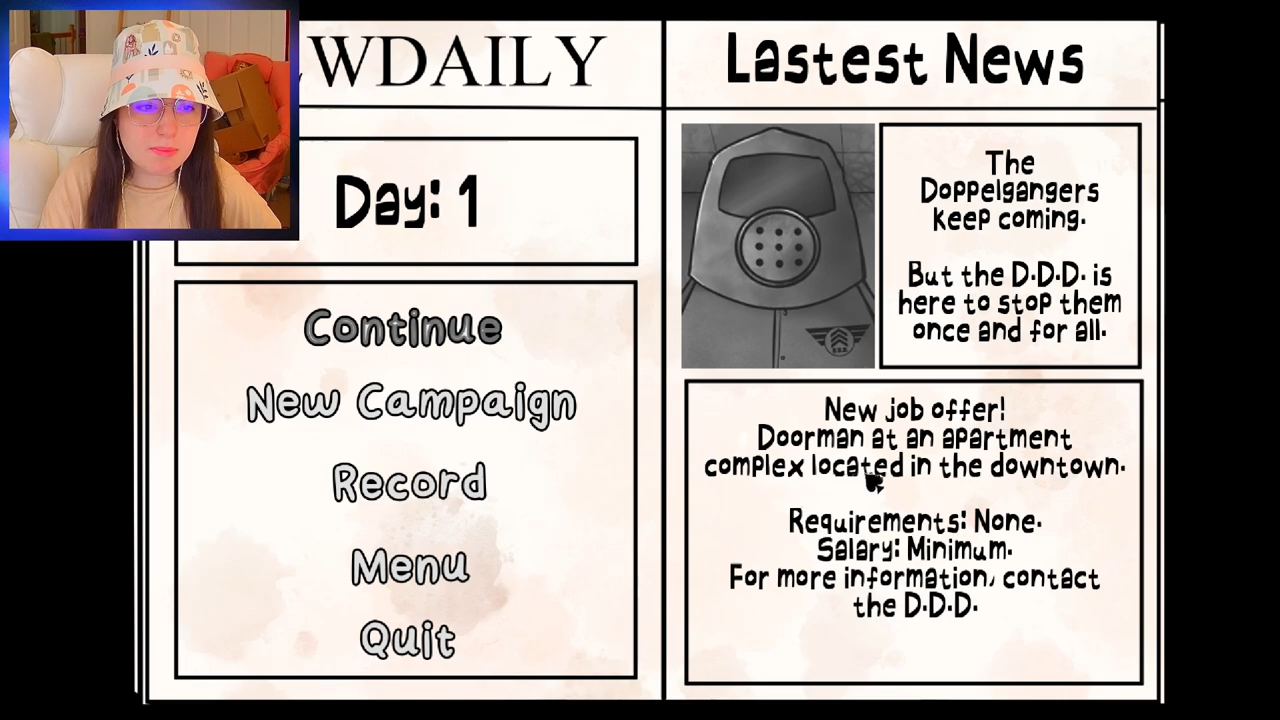 WDAILY
Lastest News
Day: 1
The
Doppelgangers
keep coming.
But the D.D.D. is
here to stop them
once and for all.
Continue
New Campaign
Record
Menu
Quit
New job offer!
Doorman at an apartment
complex located in the downtown.
Requirements: None.
Salary: Minimum.
For more information, contact
the D.D.D.